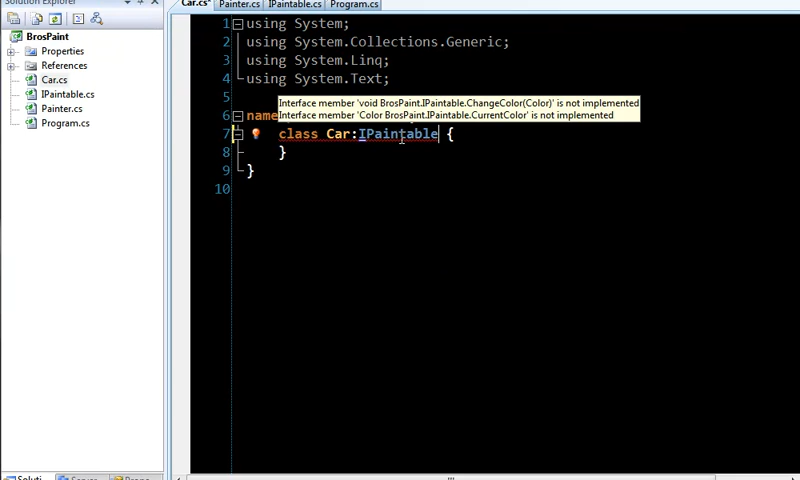 Solution Explorer
Car.cs* Painter.cs IPaintable.cs Program.cs
BrosPaint
Properties
References
Car.cs
IPaintable.cs
Painter.cs
Program.cs
1 using System;
2 using System.Collections.Generic;
3 using System.Linq;
4 using System.Text;
5
Interface member 'void BrosPaint.IPaintable.ChangeColor(Color)' is not implemented
Interface member 'Color BrosPaint.IPaintable.CurrentColor' is not implemented
6 name
7 class Car:IPaintable {
8 }
9 }
10
Soluti...